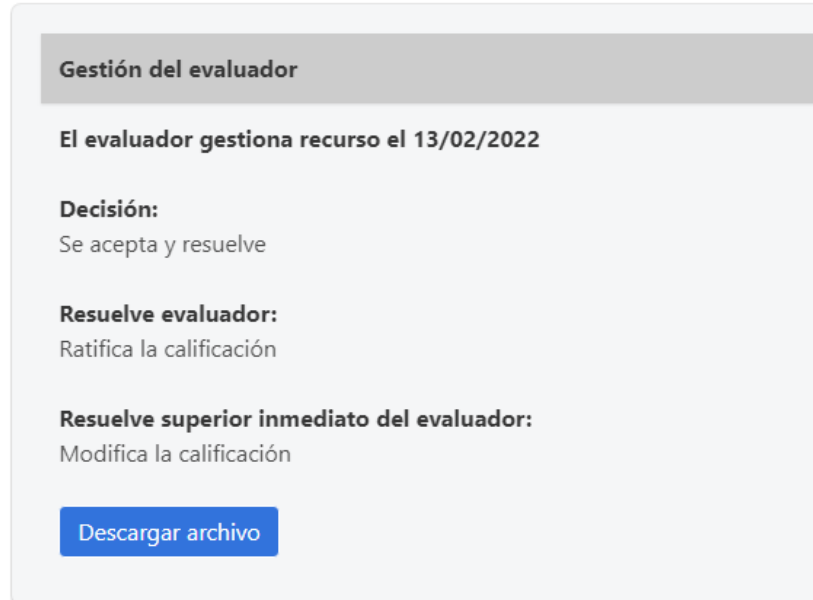 Gestión del evaluador
El evaluador gestiona recurso el 13/02/2022
Decisión:
Se acepta y resuelve
Resuelve evaluador:
Ratifica la calificación
Resuelve superior inmediato del evaluador:
Modifica la calificación
Descargar archivo